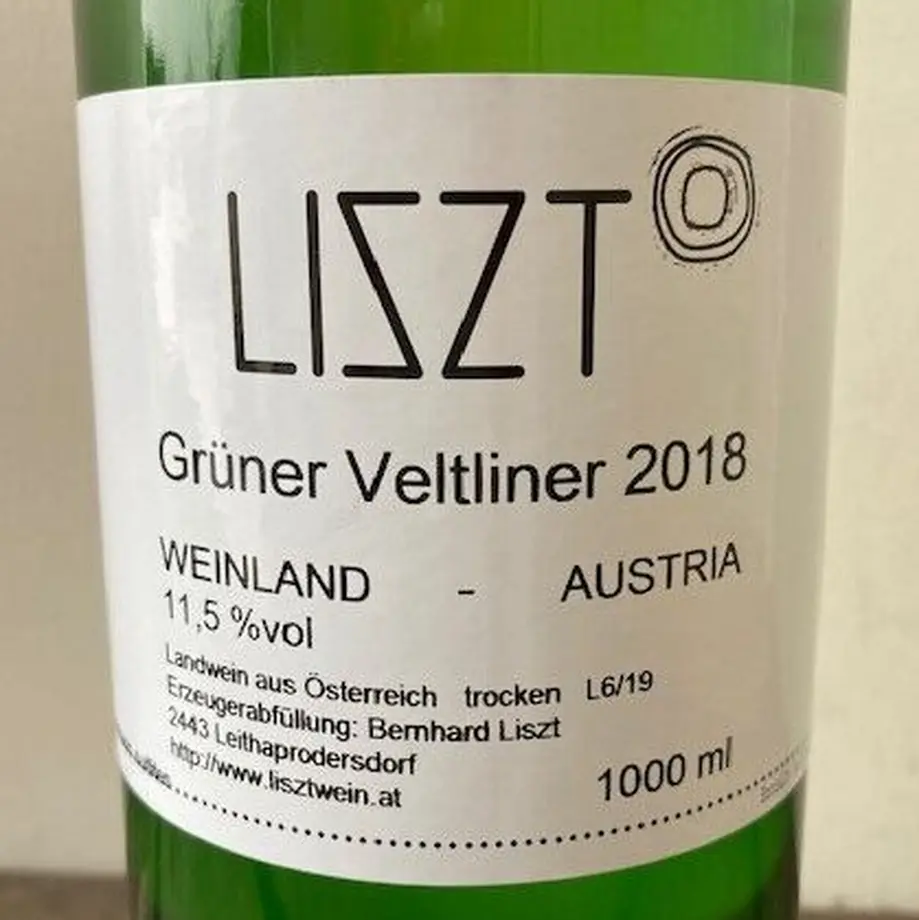 LISZT
Grüner Veltliner 2018
WEINLAND - AUSTRIA
11,5 %vol
Landwein aus Österreich trocken L6/19
Erzeugerabfüllung: Bernhard Liszt
2443 Leithaprodersdorf
http://www.lisztwein.at
1000 ml